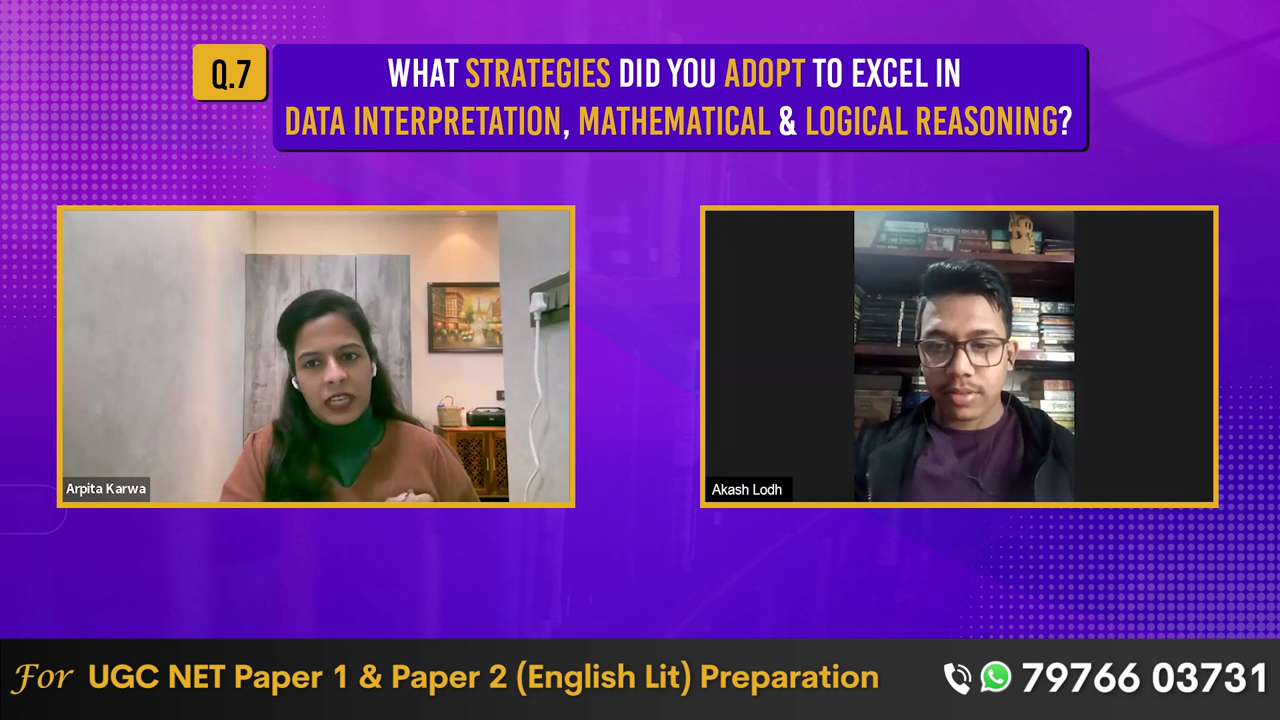 Q.7
WHAT STRATEGIES DID YOU ADOPT TO EXCEL IN
DATA INTERPRETATION, MATHEMATICAL & LOGICAL REASONING?
Arpita Karwa
Akash Lodh
For UGC NET Paper 1 & Paper 2 (English Lit) Preparation
79766 03731